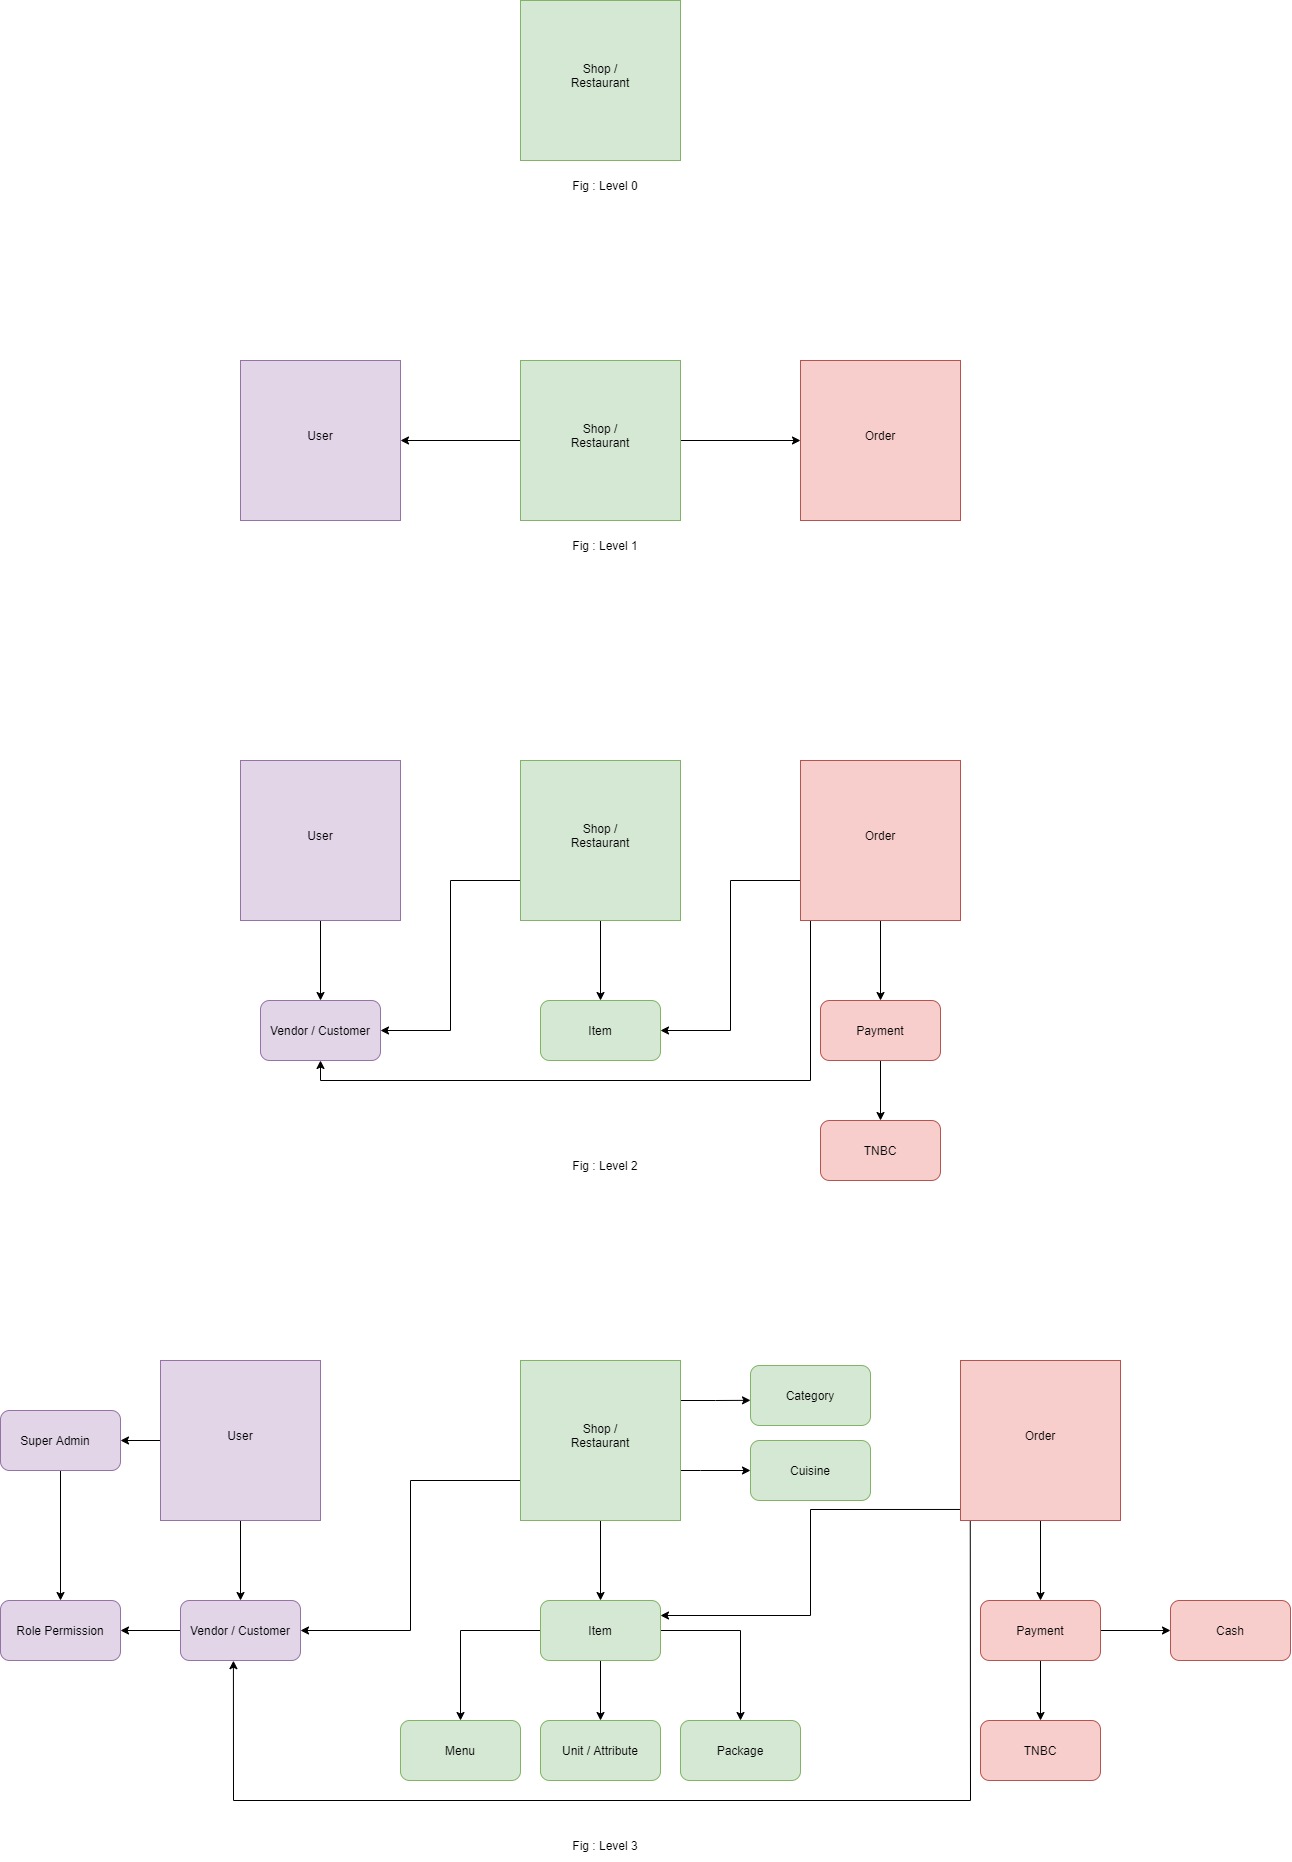 Shop /
Restaurant
Fig : Level 0
User
Shop /
Restaurant
Order
Fig : Level 1
User
Shop /
Restaurant
Order
Vendor / Customer
Item
Payment
TNBC
Fig : Level 2
Category
Super Admin
User
Shop /
Restaurant
Order
Cuisine
Role Permission
Vendor / Customer
Item
Payment
Cash
Menu
Unit / Attribute
Package
TNBC
Fig : Level 3